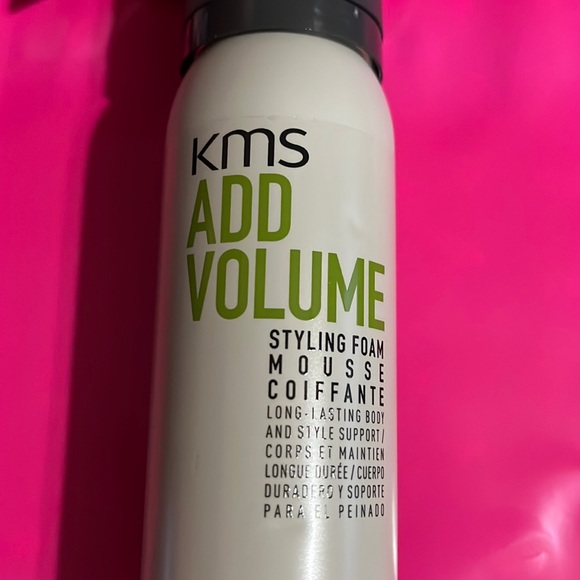 kms
ADD
VOLUME
STYLING FOAM
MOUSSE
COIFFANTE
LONG-LASTING BODY
AND STYLE SUPPORT/
CORPS ET MAINTIEN
LONGUE DURÉE/CUERPO
DURADERO Y SOPORTE
PARA EL PEINADO